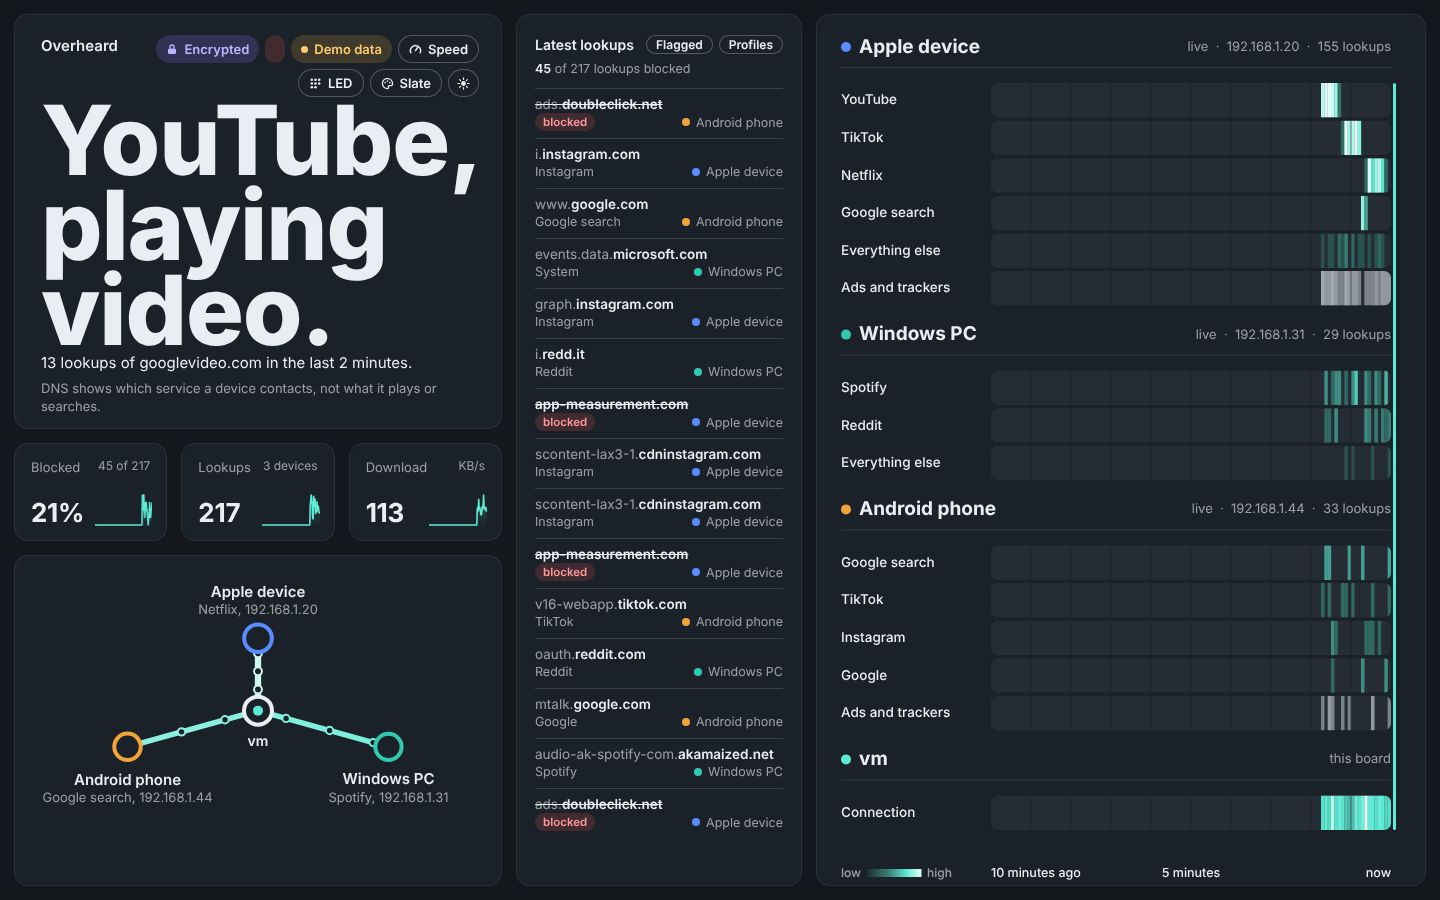 Overheard
Encrypted
Demo data
Speed
LED
Slate
YouTube,
playing
video.
13 lookups of googlevideo.com in the last 2 minutes.
DNS shows which service a device contacts, not what it plays or
searches.
Blocked 45 of 217
21%
Lookups 3 devices
217
Download KB/s
113
Apple device
Netflix, 192.168.1.20
vm
Android phone
Google search, 192.168.1.44
Windows PC
Spotify, 192.168.1.31
Latest lookups Flagged Profiles
45 of 217 lookups blocked
ads.doubleclick.net
blocked Android phone
i.instagram.com
Instagram Apple device
www.google.com
Google search Android phone
events.data.microsoft.com
System Windows PC
graph.instagram.com
Instagram Apple device
i.redd.it
Reddit Windows PC
app-measurement.com
blocked Apple device
scontent-lax3-1.cdninstagram.com
Instagram Apple device
scontent-lax3-1.cdninstagram.com
Instagram Apple device
app-measurement.com
blocked Apple device
v16-webapp.tiktok.com
TikTok Android phone
oauth.reddit.com
Reddit Windows PC
mtalk.google.com
Google Android phone
audio-ak-spotify-com.akamaized.net
Spotify Windows PC
ads.doubleclick.net
blocked Apple device
Apple device live · 192.168.1.20 · 155 lookups
YouTube
TikTok
Netflix
Google search
Everything else
Ads and trackers
Windows PC live · 192.168.1.31 · 29 lookups
Spotify
Reddit
Everything else
Android phone live · 192.168.1.44 · 33 lookups
Google search
TikTok
Instagram
Google
Ads and trackers
vm this board
Connection
low high 10 minutes ago 5 minutes now